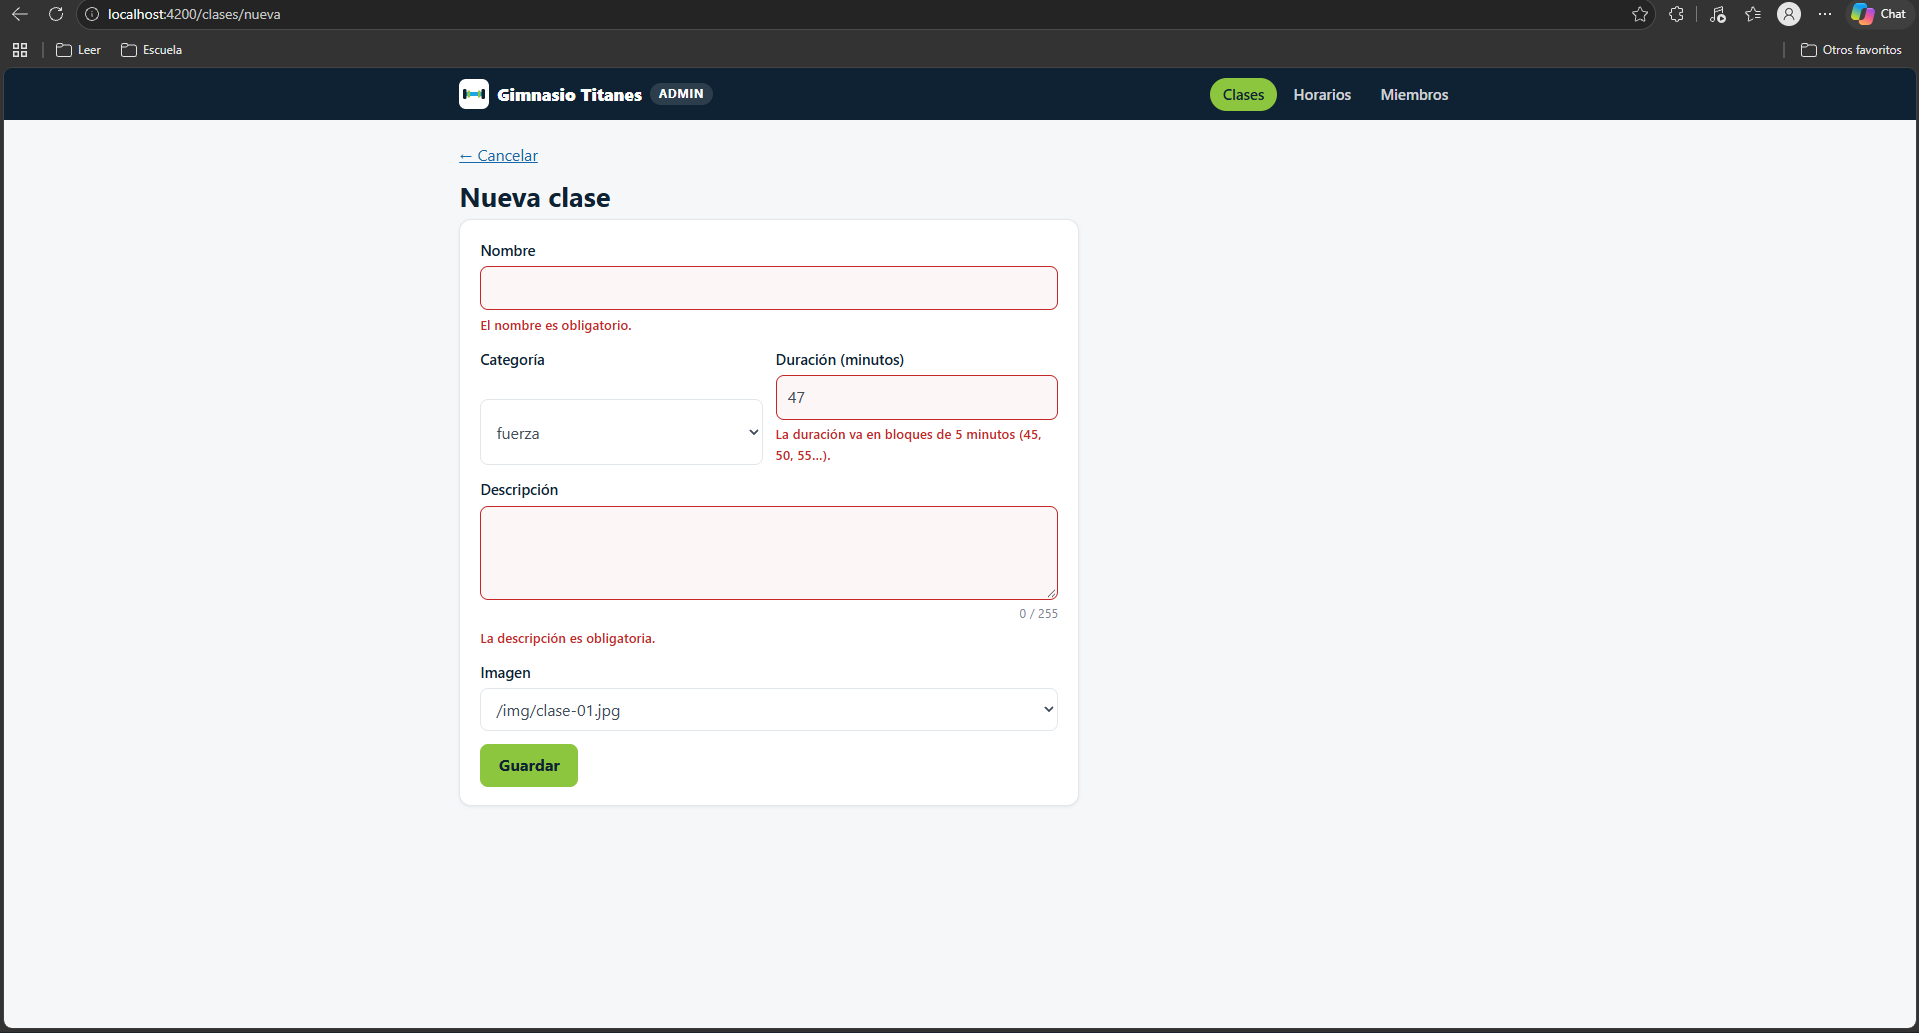 localhost:4200/clases/nueva
Chat
Leer
Escuela
Otros favoritos
Gimnasio Titanes
ADMIN
Clases
Horarios
Miembros
← Cancelar
Nueva clase
Nombre
El nombre es obligatorio.
Categoría
Duración (minutos)
47
fuerza
La duración va en bloques de 5 minutos (45,
50, 55...).
Descripción
0 / 255
La descripción es obligatoria.
Imagen
/img/clase-01.jpg
Guardar